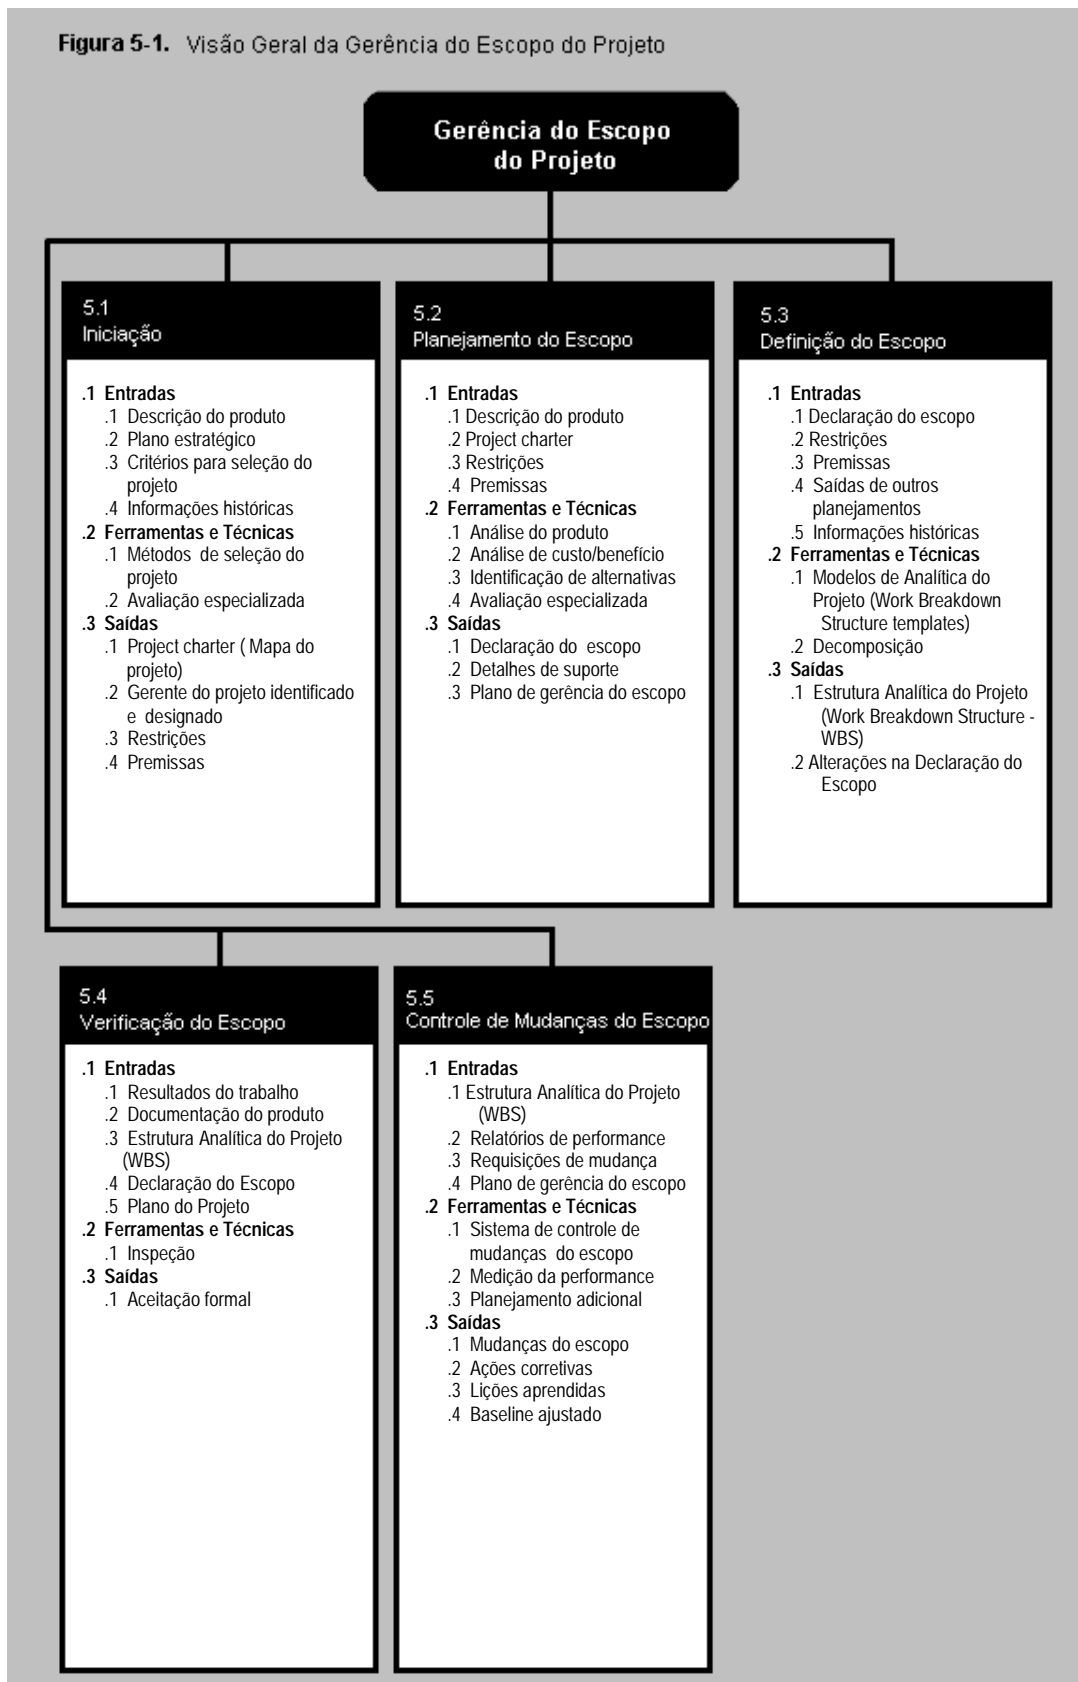 Figura 5-1. Visão Geral da Gerência do Escopo do Projeto
Gerência do Escopo
do Projeto
5.1
Iniciação
.1 Entradas
.1 Descrição do produto
.2 Plano estratégico
.3 Critérios para seleção do
projeto
.4 Informações históricas
.2 Ferramentas e Técnicas
.1 Métodos de seleção do
projeto
.2 Avaliação especializada
.3 Saídas
.1 Project charter ( Mapa do
projeto)
.2 Gerente do projeto identificado
e designado
.3 Restrições
.4 Premissas
5.2
Planejamento do Escopo
.1 Entradas
.1 Descrição do produto
.2 Project charter
.3 Restrições
.4 Premissas
.2 Ferramentas e Técnicas
.1 Análise do produto
.2 Análise de custo/benefício
.3 Identificação de alternativas
.4 Avaliação especializada
.3 Saídas
.1 Declaração do escopo
.2 Detalhes de suporte
.3 Plano de gerência do escopo
5.3
Definição do Escopo
.1 Entradas
.1 Declaração do escopo
.2 Restrições
.3 Premissas
.4 Saídas de outros
planejamentos
.5 Informações históricas
.2 Ferramentas e Técnicas
.1 Modelos de Analítica do
Projeto (Work Breakdown
Structure templates)
.2 Decomposição
.3 Saídas
.1 Estrutura Analítica do Projeto
(Work Breakdown Structure -
WBS)
.2 Alterações na Declaração do
Escopo
5.4
Verificação do Escopo
.1 Entradas
.1 Resultados do trabalho
.2 Documentação do produto
.3 Estrutura Analítica do Projeto
(WBS)
.4 Declaração do Escopo
.5 Plano do Projeto
.2 Ferramentas e Técnicas
.1 Inspeção
.3 Saídas
.1 Aceitação formal
5.5
Controle de Mudanças do Escopo
.1 Entradas
.1 Estrutura Analítica do Projeto
(WBS)
.2 Relatórios de performance
.3 Requisições de mudança
.4 Plano de gerência do escopo
.2 Ferramentas e Técnicas
.1 Sistema de controle de
mudanças do escopo
.2 Medição da performance
.3 Planejamento adicional
.3 Saídas
.1 Mudanças do escopo
.2 Ações corretivas
.3 Lições aprendidas
.4 Baseline ajustado